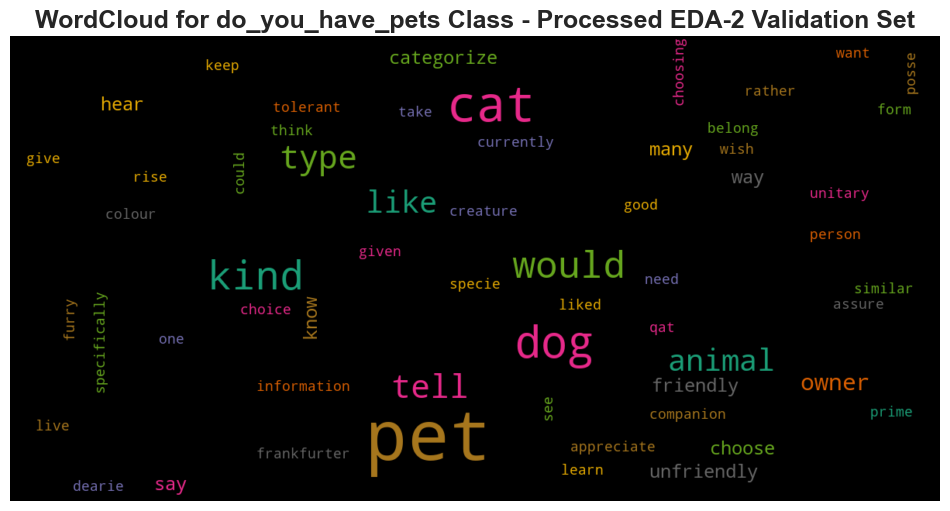 WordCloud for do_you_have_pets Class - Processed EDA-2 Validation Set
keep
categorize
choosing
want
posse
hear
tolerant
take
cat
rather
form
think
currently
belong
give
type
could
many
wish
rise
way
colour
like
creature
good
unitary
given
person
kind
would
specie
need
similar
furry
specifically
choice
know
liked
assure
one
dog
qat
animal
information
tell
friendly
owner
live
pet
see
companion
prime
frankfurter
appreciate
choose
learn
unfriendly
dearie
say